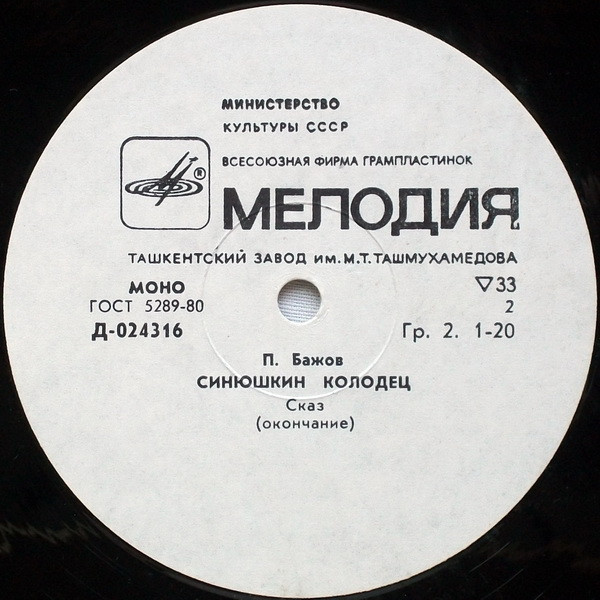 МИНИСТЕРСТВО
КУЛЬТУРЫ СССР
ВСЕСОЮЗНАЯ ФИРМА ГРАМПЛАСТИНОК
®
МЕЛОДИЯ
ТАШКЕНТСКИЙ ЗАВОД ИМ. М. Т. ТАШМУХАМЕДОВА
МОНО ▽33
ГОСТ 5289-80 2
Д-024316 Гр. 2. 1-20
П. Бажов
СИНЮШКИН КОЛОДЕЦ
Сказ
(окончание)